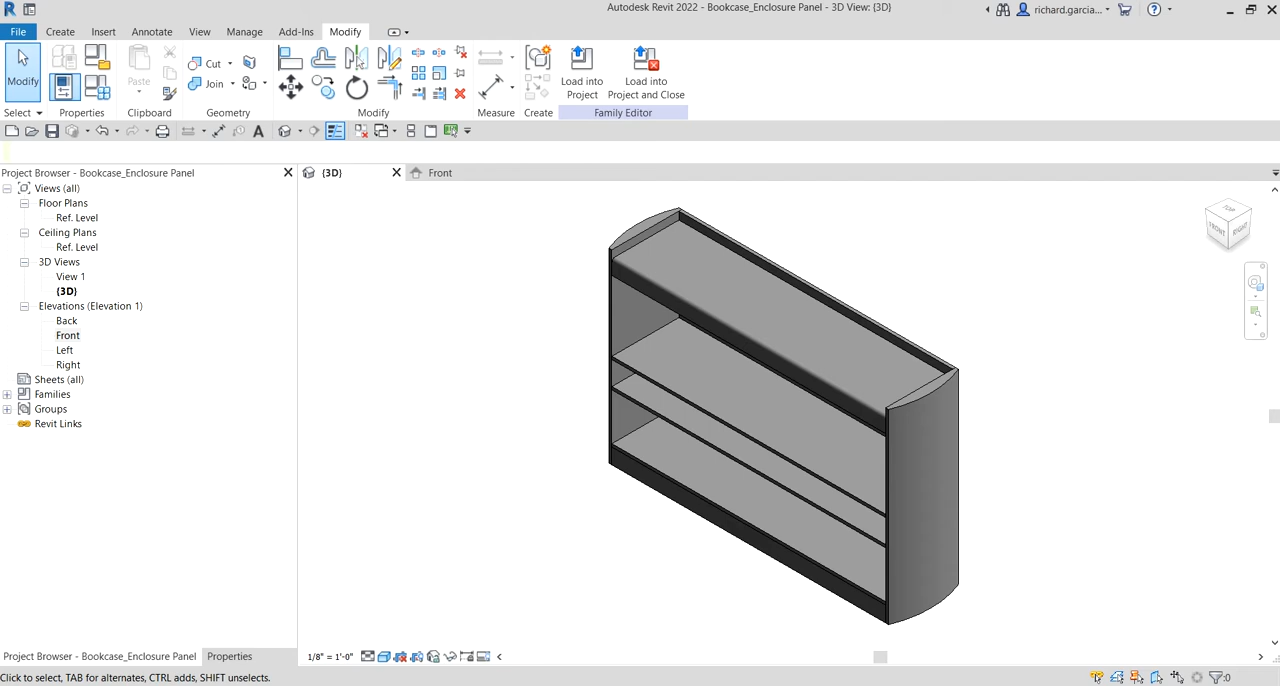 Autodesk Revit 2022 - Bookcase_Enclosure Panel - 3D View: {3D}
richard.garcia...
File Create Insert Annotate View Manage Add-Ins Modify
Modify Paste Cut Join Load into Project Load into Project and Close
Select Properties Clipboard Geometry Modify Measure Create Family Editor
Project Browser - Bookcase_Enclosure Panel
{3D} Front
Views (all)
Floor Plans
Ref. Level
Ceiling Plans
Ref. Level
3D Views
View 1
{3D}
Elevations (Elevation 1)
Back
Front
Left
Right
Sheets (all)
Families
Groups
Revit Links
TOP
FRONT RIGHT
Project Browser - Bookcase_Enclosure Panel Properties
1/8" = 1'-0"
Click to select, TAB for alternates, CTRL adds, SHIFT unselects.
:0